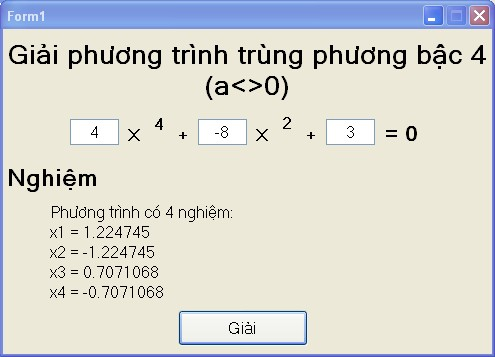 Form1
Giải phương trình trùng phương bậc 4
(a<>0)
4 x 4 + -8 x 2 + 3 = 0
Nghiệm
Phương trình có 4 nghiệm:
x1 = 1.224745
x2 = -1.224745
x3 = 0.7071068
x4 = -0.7071068
Giải